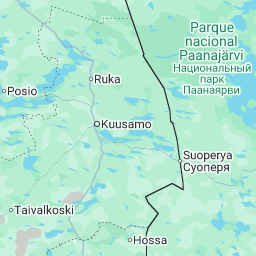 Parque
nacional
Paanajärvi
Национальный
парк
Паанаярви
Ruka
Posio
Kuusamo
Suoperya
Суоперя
Taivalkoski
Hossa